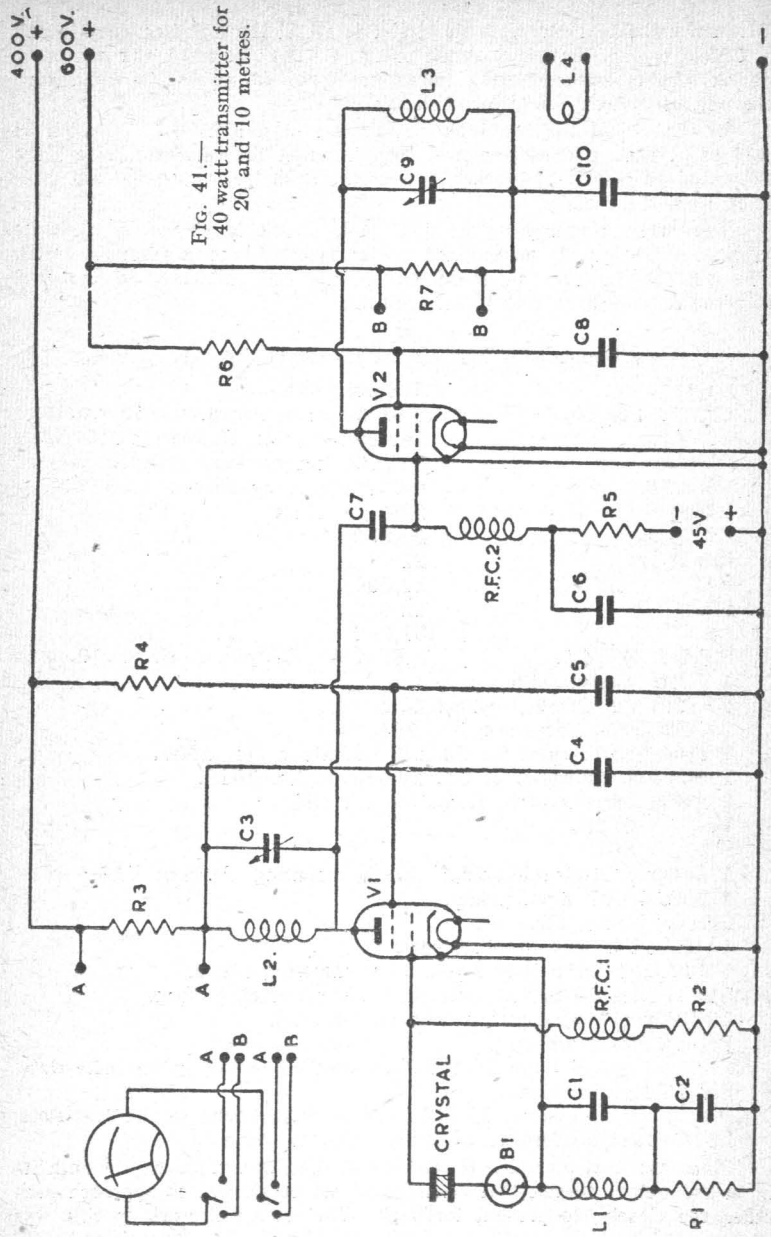 400V.
+
600V.
+
FIG. 41.—
40 watt transmitter for
20 and 10 metres.
R3
R4
R6
A
A
L2.
C3
C4
C5
C7
V1
V2
B
B
R7
C9
L3
L4
C8
C10
R.F.C.2
R5
C6
-
45V
+
-
A
B
A
B
CRYSTAL
B1
L1
C1
C2
R1
R.F.C.1
R2